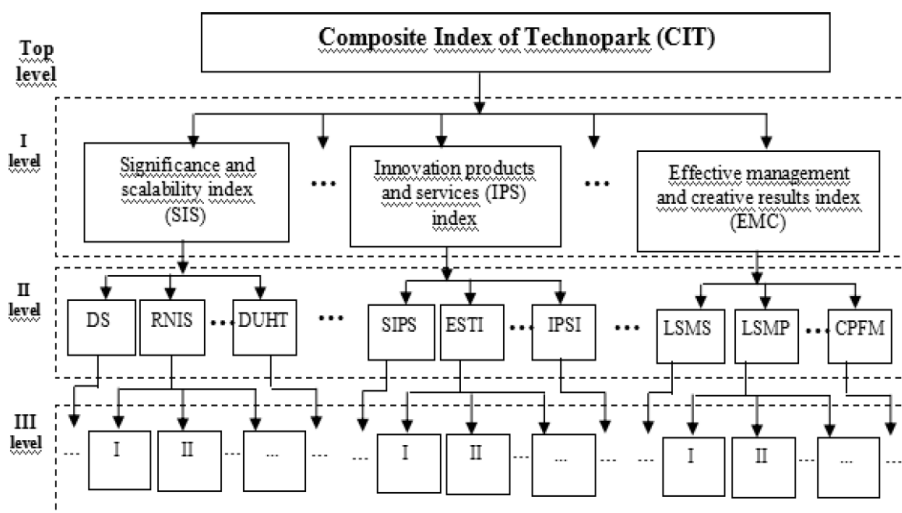 Composite Index of Technopark (CIT)
Top
level
I
level
Significance and
scalability index
(SIS)
...
Innovation products
and services (IPS)
index
...
Effective management
and creative results index
(EMC)
II
level
DS
RNIS
...
DUHT
...
SIPS
ESTI
...
IPSI
...
LSMS
LSMP
...
CPFM
III
level
...
I
II
...
...
...
...
I
II
...
...
...
...
I
II
...
...
...